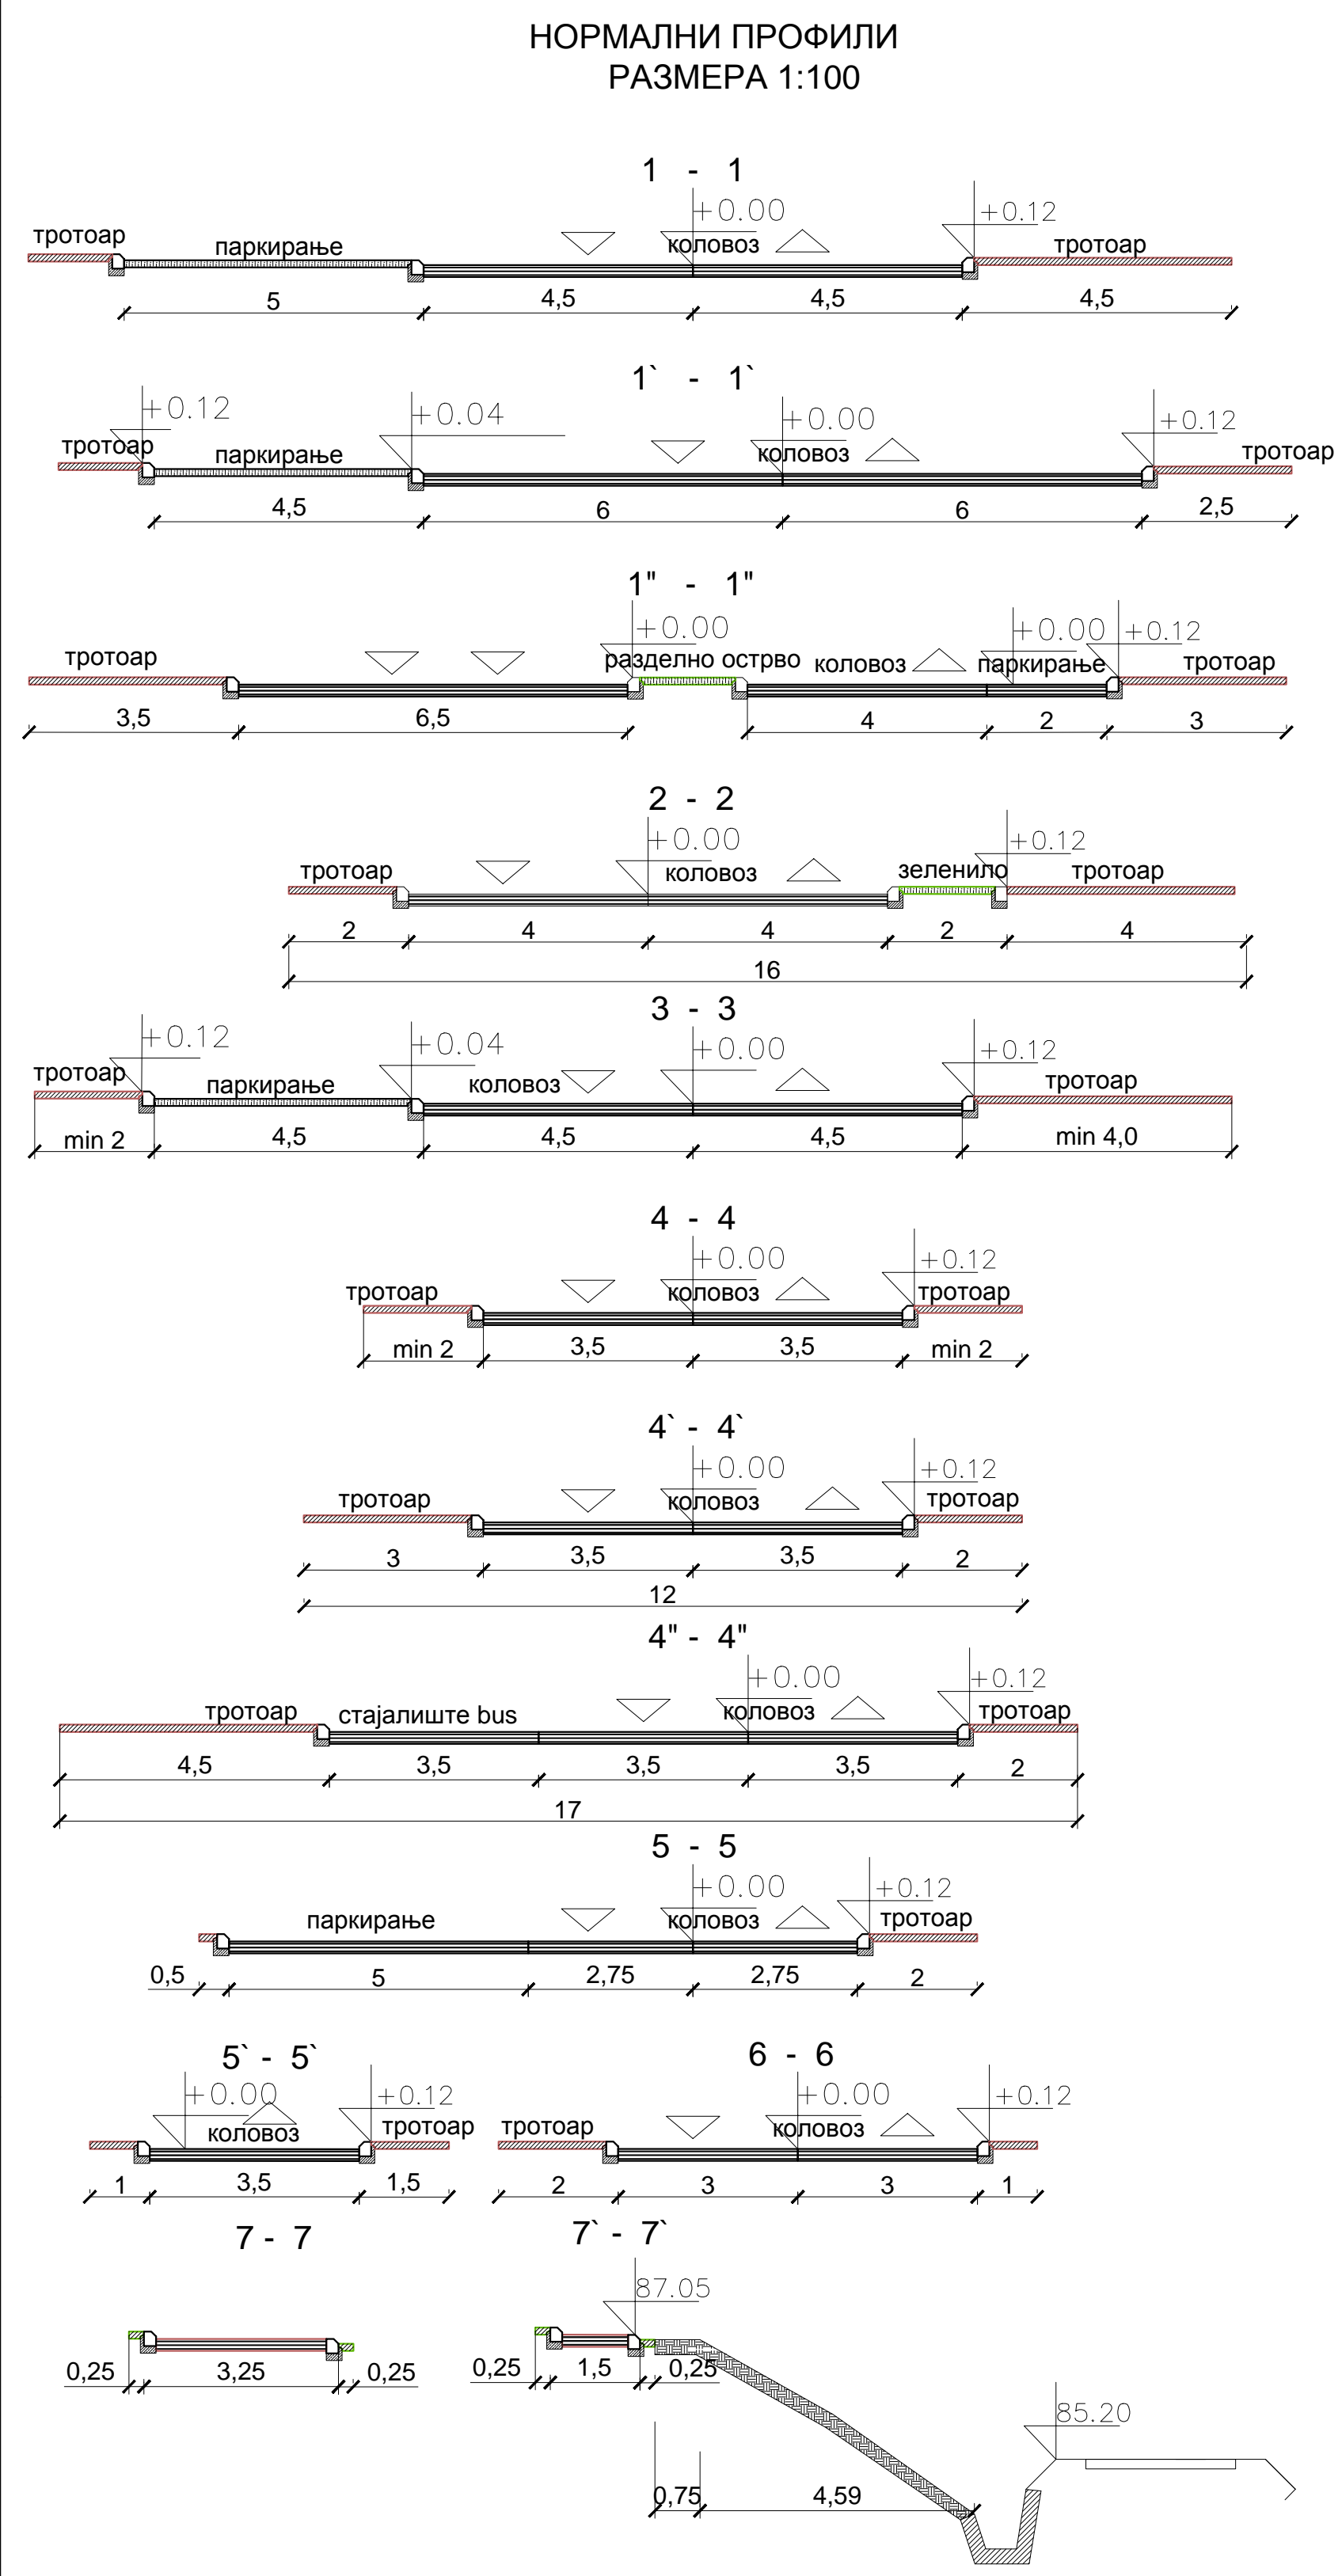 НОРМАЛНИ ПРОФИЛИ
РАЗМЕРА 1:100
1 - 1
+0.00 +0.12
тротоар паркирање коловоз тротоар
5 4,5 4,5 4,5
1` - 1`
+0.12 +0.04 +0.00 +0.12
тротоар паркирање коловоз тротоар
4,5 6 6 2,5
1" - 1"
+0.00 +0.00 +0.12
тротоар разделно острво коловоз паркирање тротоар
3,5 6,5 4 2 3
2 - 2
+0.00 +0.12
тротоар коловоз зеленило тротоар
2 4 4 2 4
16
3 - 3
+0.12 +0.04 +0.00 +0.12
тротоар паркирање коловоз тротоар
min 2 4,5 4,5 4,5 min 4,0
4 - 4
+0.00 +0.12
тротоар коловоз тротоар
min 2 3,5 3,5 min 2
4` - 4`
+0.00 +0.12
тротоар коловоз тротоар
3 3,5 3,5 2
12
4" - 4"
+0.00 +0.12
тротоар стајалиште bus коловоз тротоар
4,5 3,5 3,5 3,5 2
17
5 - 5
+0.00 +0.12
паркирање коловоз тротоар
0,5 5 2,75 2,75 2
5` - 5`
+0.00 +0.12
коловоз тротоар
1 3,5 1,5
6 - 6
+0.00 +0.12
тротоар коловоз
2 3 3 1
7 - 7
0,25 3,25 0,25
7` - 7`
87.05
0,25 1,5 0,25
85.20
0,75 4,59